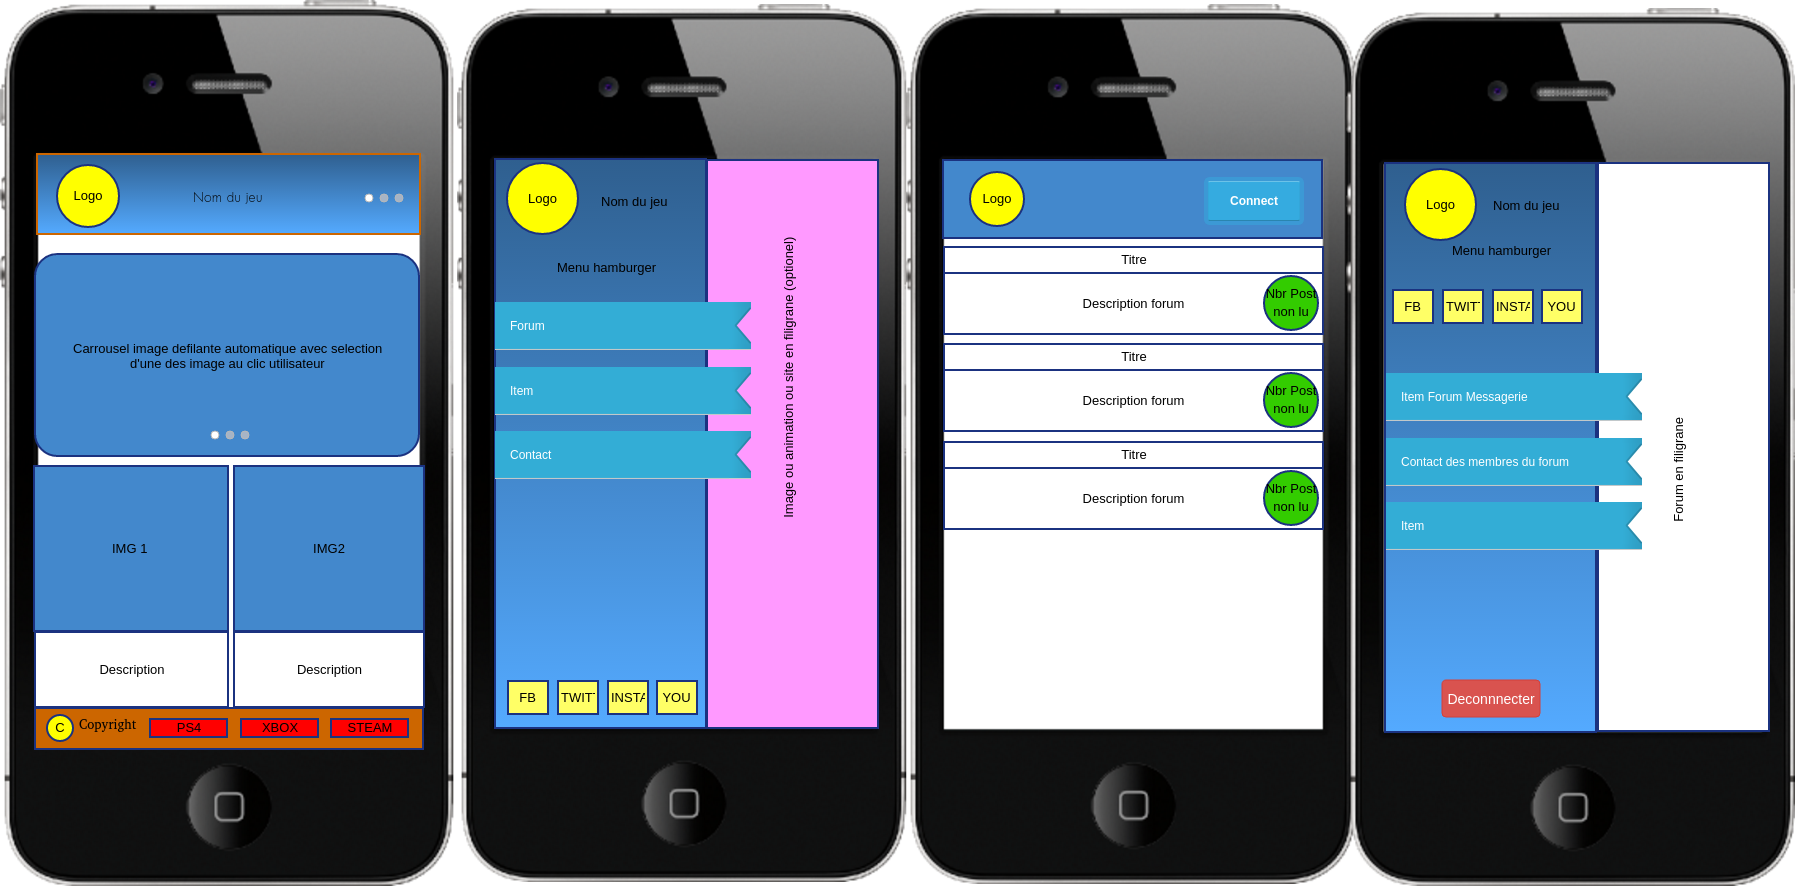 Logo
Nom du jeu
Carrousel image defilante automatique avec selection
d'une des image au clic utilisateur
IMG 1
IMG2
Description
Description
C
Copyright
PS4
XBOX
STEAM
Logo
Nom du jeu
Menu hamburger
Forum
Item
Contact
Image ou animation ou site en filigrane (optionel)
FB
TWIT
INSTA
YOU
Logo
Connect
Titre
Description forum
Nbr Post
non lu
Titre
Description forum
Nbr Post
non lu
Titre
Description forum
Nbr Post
non lu
Logo
Nom du jeu
Menu hamburger
FB
TWIT
INSTA
YOU
Item Forum Messagerie
Contact des membres du forum
Item
Forum en filigrane
Deconnnecter